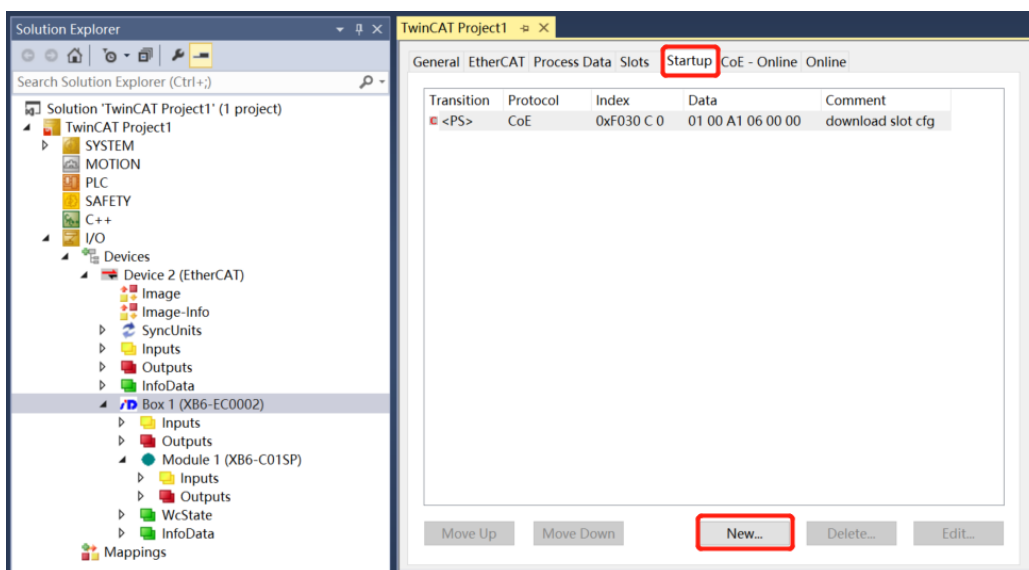 Solution Explorer
Search Solution Explorer (Ctrl+;)
Solution 'TwinCAT Project1' (1 project)
TwinCAT Project1
SYSTEM
MOTION
PLC
SAFETY
C++
I/O
Devices
Device 2 (EtherCAT)
Image
Image-Info
SyncUnits
Inputs
Outputs
InfoData
Box 1 (XB6-EC0002)
Inputs
Outputs
Module 1 (XB6-C01SP)
Inputs
Outputs
WcState
InfoData
Mappings
TwinCAT Project1
General EtherCAT Process Data Slots Startup CoE - Online Online
Transition Protocol Index Data Comment
<PS> CoE 0xF030 C 0 01 00 A1 06 00 00 download slot cfg
Move Up Move Down New... Delete... Edit...